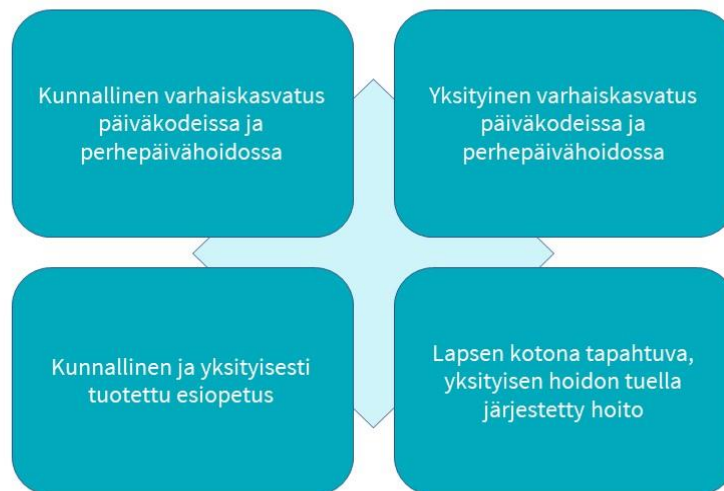 Kunnallinen varhaiskasvatus
päiväkodeissa ja
perhepäivähoidossa
Yksityinen varhaiskasvatus
päiväkodeissa ja
perhepäivähoidossa
Kunnallinen ja yksityisesti
tuotettu esiopetus
Lapsen kotona tapahtuva,
yksityisen hoidon tuella
järjestetty hoito